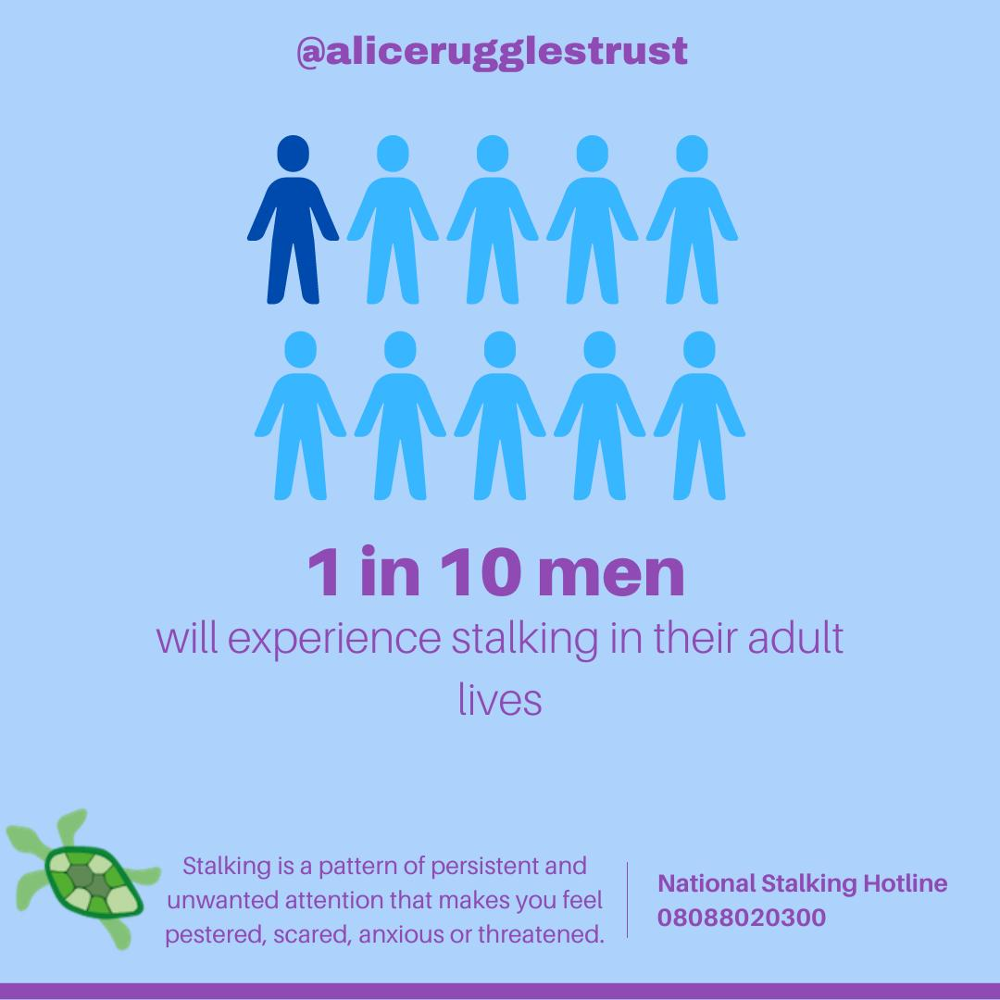 @alicerugglestrust
1 in 10 men
will experience stalking in their adult
lives
Stalking is a pattern of persistent and
unwanted attention that makes you feel
pestered, scared, anxious or threatened.
National Stalking Hotline
08088020300